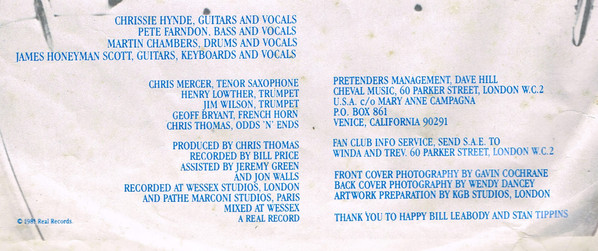 CHRISSIE HYNDE, GUITARS AND VOCALS
PETE FARNDON, BASS AND VOCALS
MARTIN CHAMBERS, DRUMS AND VOCALS
JAMES HONEYMAN SCOTT, GUITARS, KEYBOARDS AND VOCALS
CHRIS MERCER, TENOR SAXOPHONE
HENRY LOWTHER, TRUMPET
JIM WILSON, TRUMPET
GEOFF BRYANT, FRENCH HORN
CHRIS THOMAS, ODDS 'N' ENDS
PRODUCED BY CHRIS THOMAS
RECORDED BY BILL PRICE
ASSISTED BY JEREMY GREEN
AND JON WALLS
RECORDED AT WESSEX STUDIOS, LONDON
AND PATHE MARCONI STUDIOS, PARIS
MIXED AT WESSEX
A REAL RECORD
© 1981 Real Records.
PRETENDERS MANAGEMENT, DAVE HILL
CHEVAL MUSIC, 60 PARKER STREET, LONDON W.C.2
U.S.A. c/o MARY ANNE CAMPAGNA
P.O. BOX 861
VENICE, CALIFORNIA 90291
FAN CLUB INFO SERVICE, SEND S.A.E. TO
WINDA AND TREV. 60 PARKER STREET, LONDON W.C.2
FRONT COVER PHOTOGRAPHY BY GAVIN COCHRANE
BACK COVER PHOTOGRAPHY BY WENDY DANCEY
ARTWORK PREPARATION BY KGB STUDIOS, LONDON
THANK YOU TO HAPPY BILL LEABODY AND STAN TIPPINS